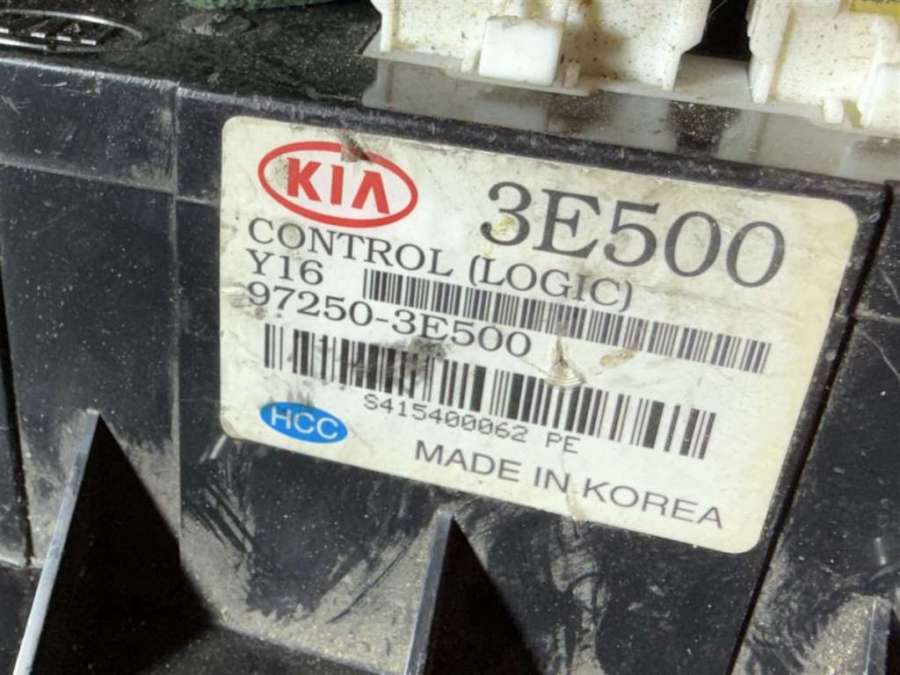 KIA
3E500
CONTROL (LOGIC)
Y16
97250-3E500
S415400062 PE
HCC
MADE IN KOREA